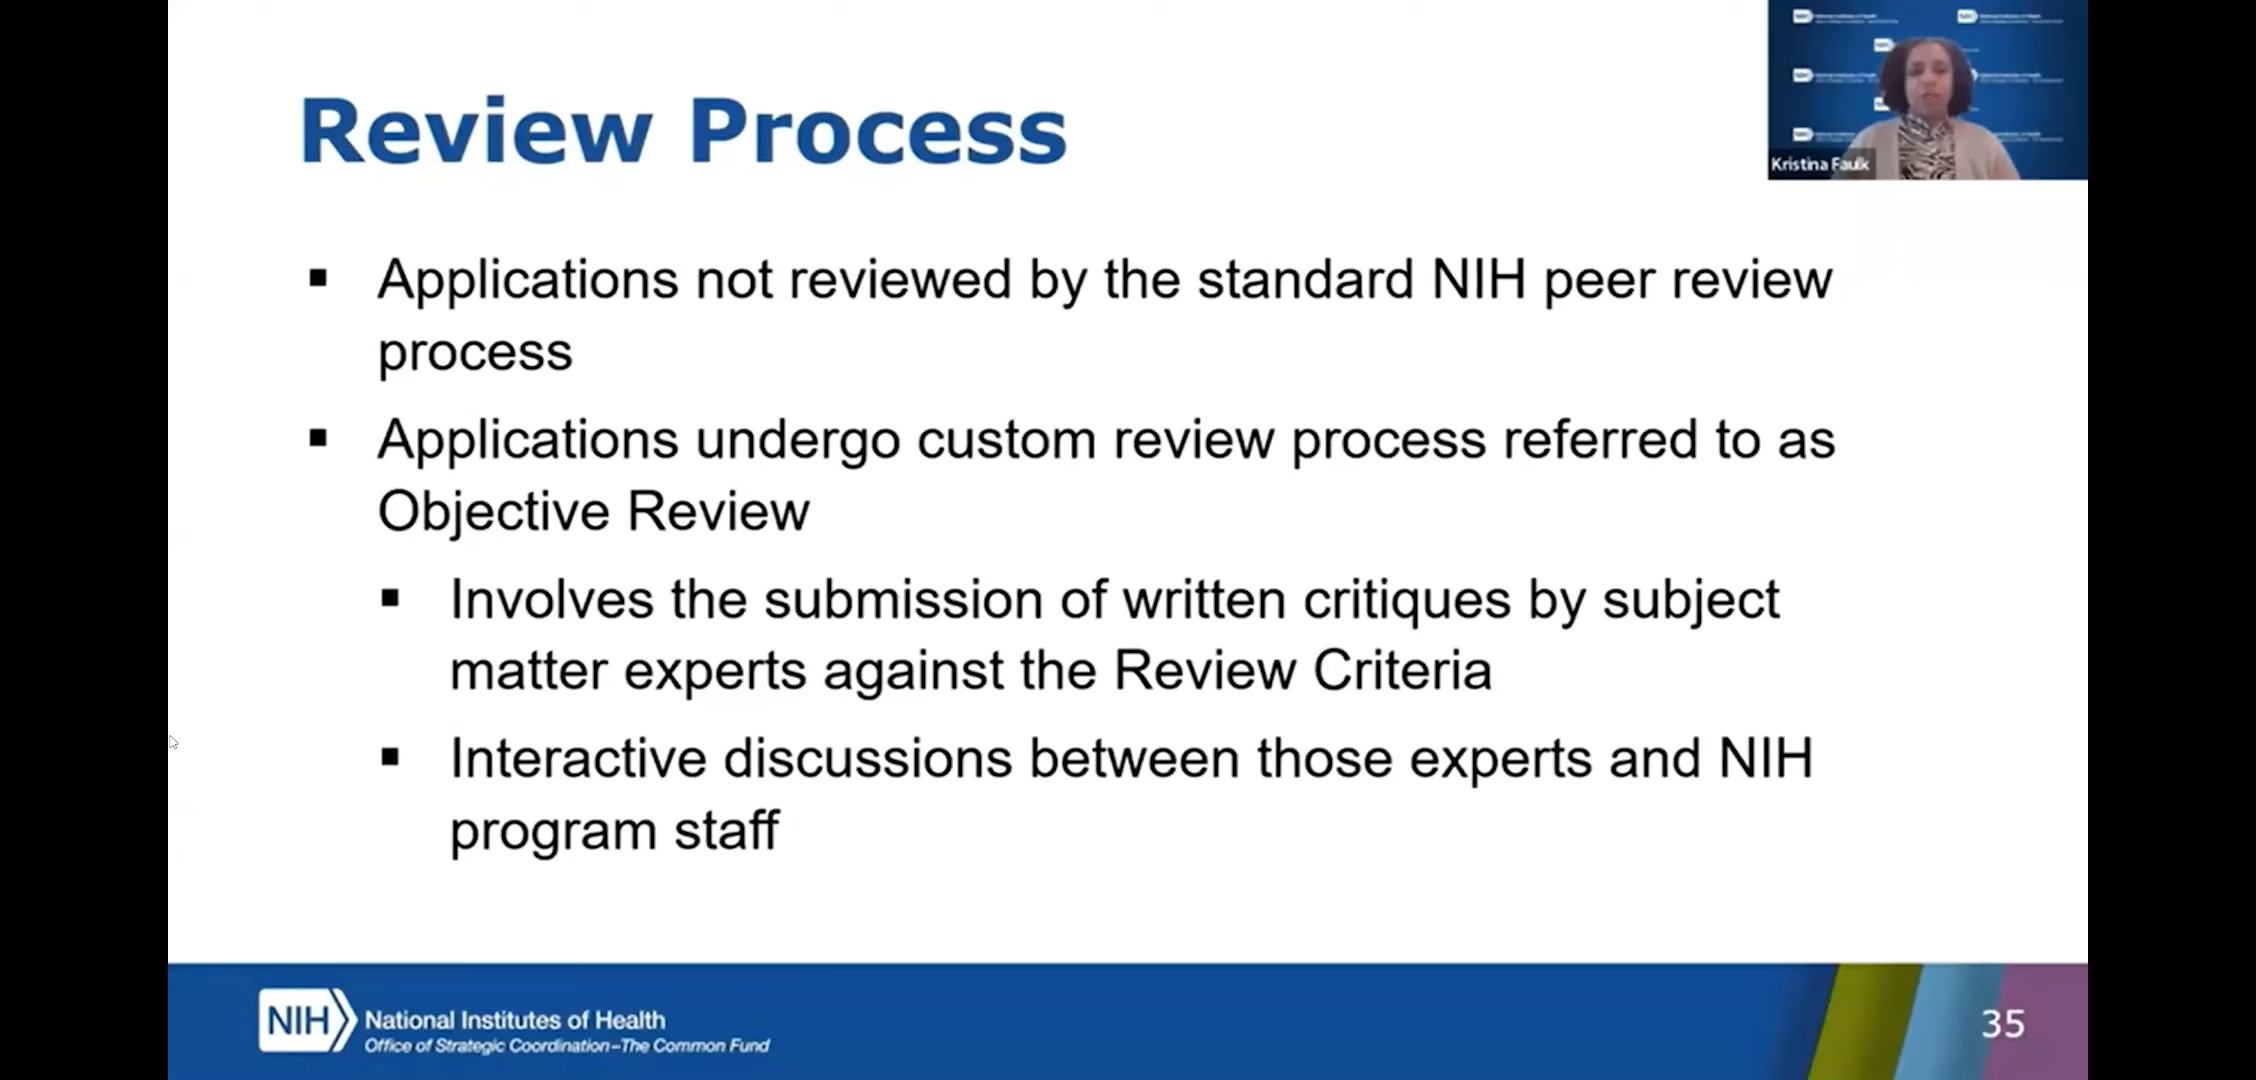 Review Process
Kristina Faulk
▪ Applications not reviewed by the standard NIH peer review
process
▪ Applications undergo custom review process referred to as
Objective Review
▪ Involves the submission of written critiques by subject
matter experts against the Review Criteria
▪ Interactive discussions between those experts and NIH
program staff
NIH National Institutes of Health
Office of Strategic Coordination–The Common Fund
35